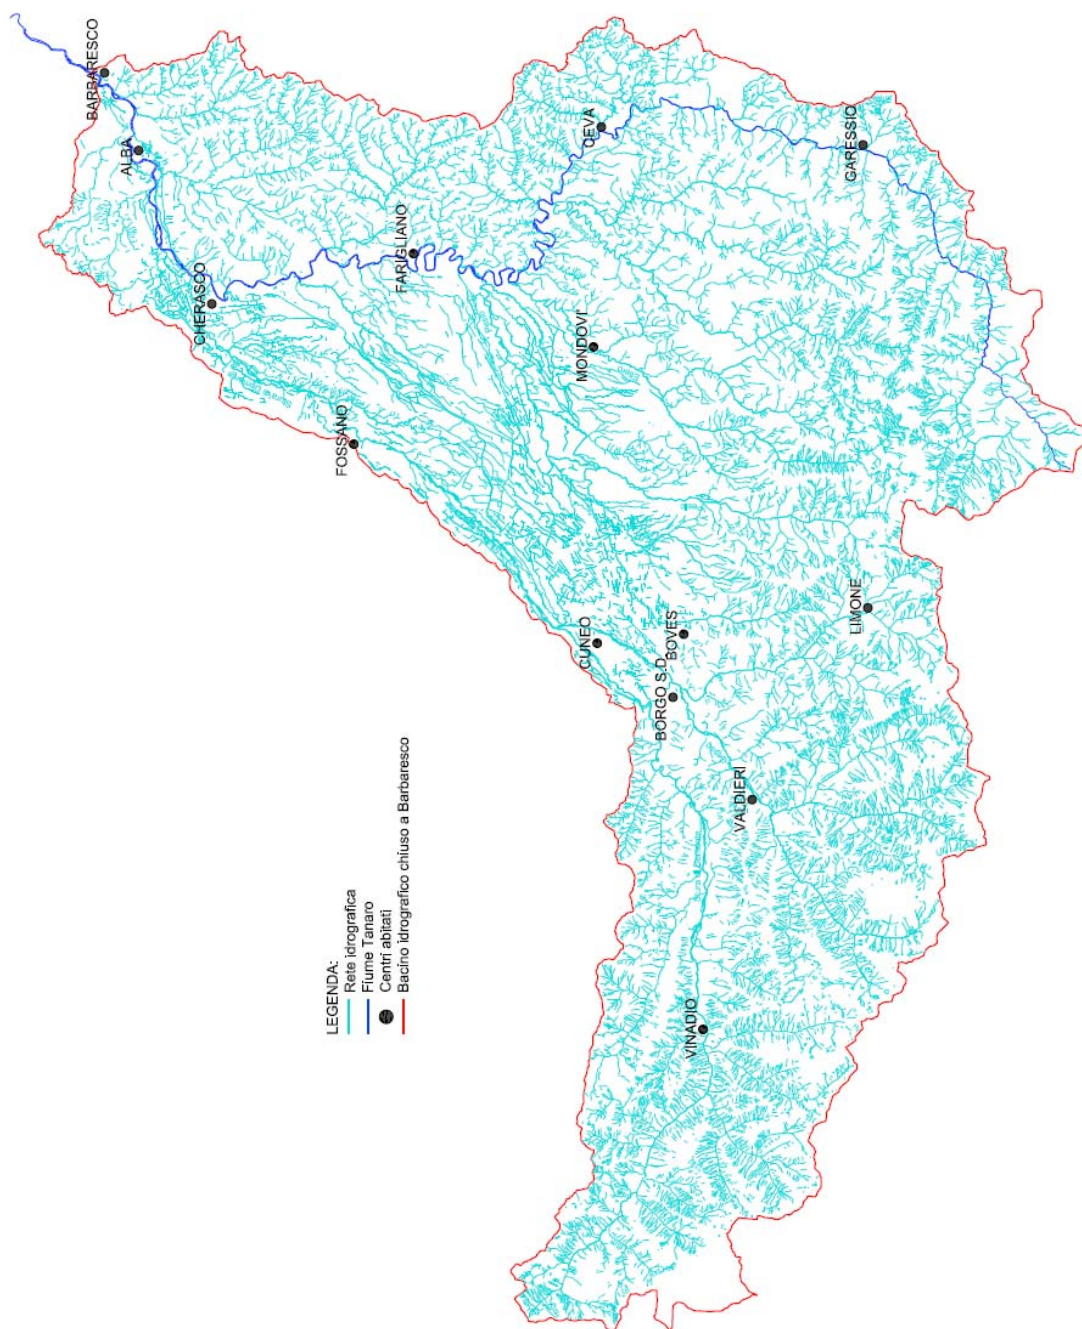 BARBARESCO
ALBA
CHERASCO
FARIGLIANO
CEVA
GARESSIO
MONDOVI'
FOSSANO
CUNEO
BORGO S.D.
BOVES
LIMONE
VALDIERI
VINADIO
LEGENDA:
Rete idrografica
Fiume Tanaro
Centri abitati
Bacino idrografico chiuso a Barbaresco